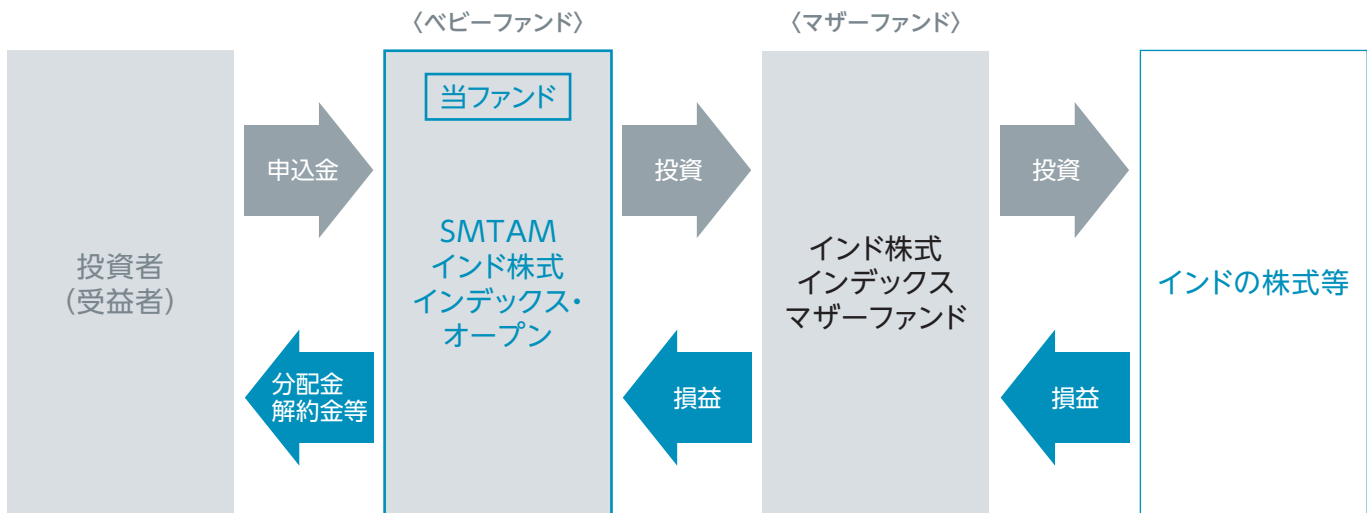 〈ベビーファンド〉
〈マザーファンド〉
投資者
(受益者)
申込金
分配金
解約金等
当ファンド
SMTAM
インド株式
インデックス・
オープン
投資
損益
インド株式
インデックス
マザーファンド
投資
損益
インドの株式等